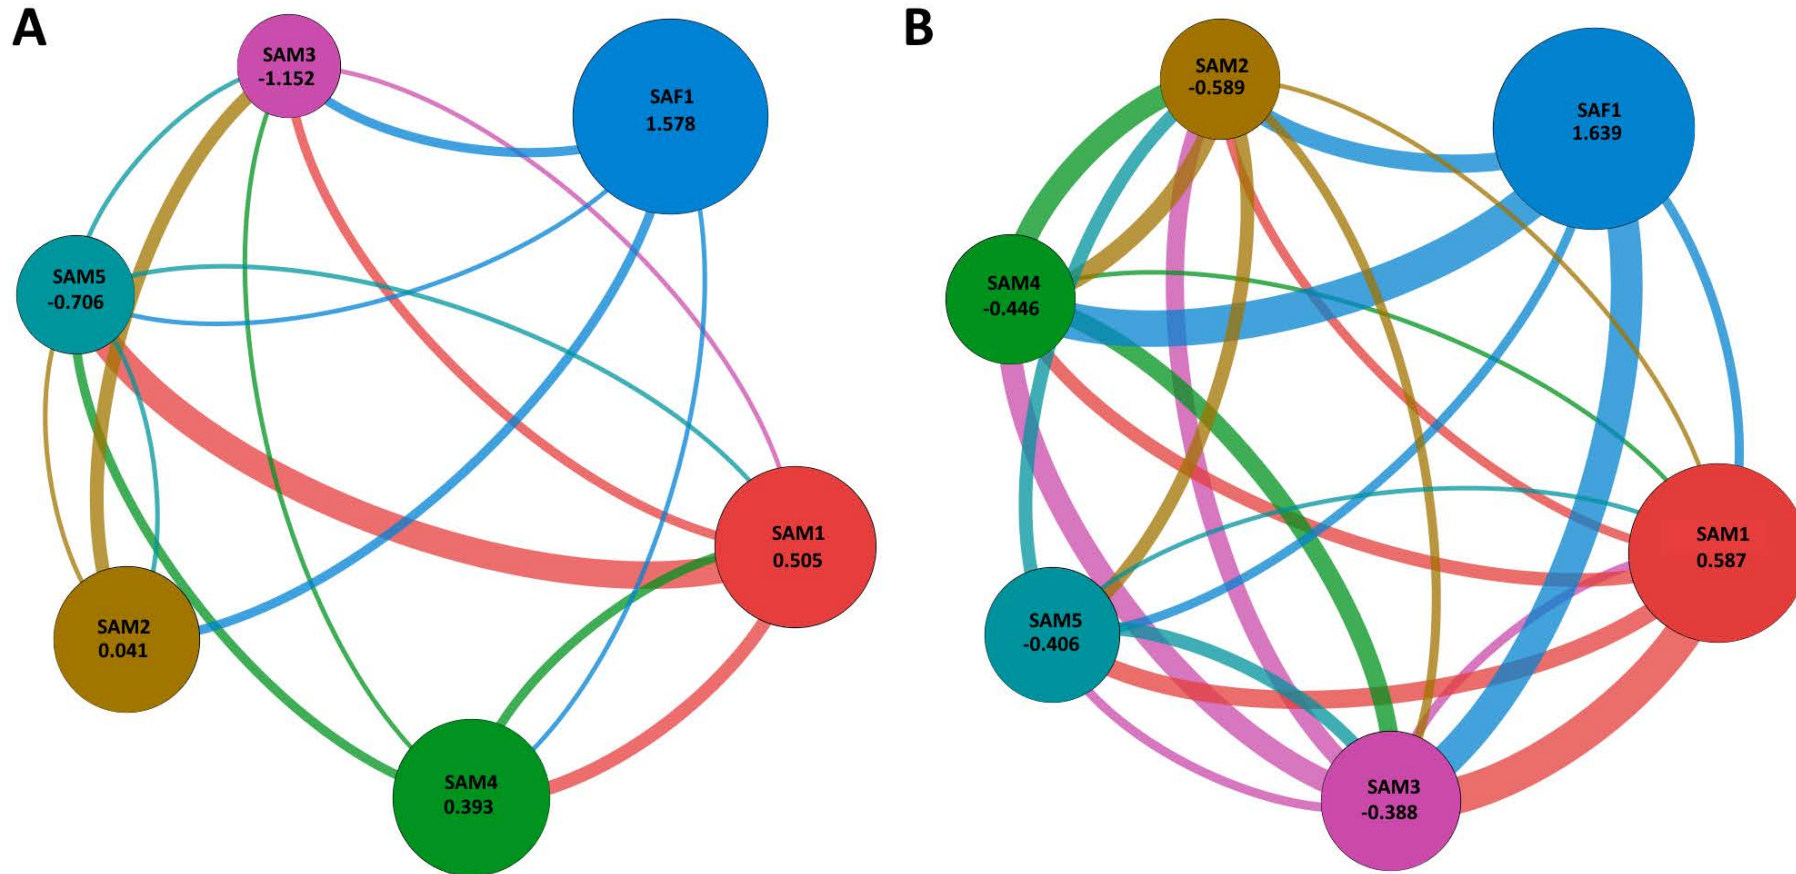 A
SAM3
-1.152
SAF1
1.578
SAM5
-0.706
SAM1
0.505
SAM2
0.041
SAM4
0.393
B
SAM2
-0.589
SAF1
1.639
SAM4
-0.446
SAM1
0.587
SAM5
-0.406
SAM3
-0.388